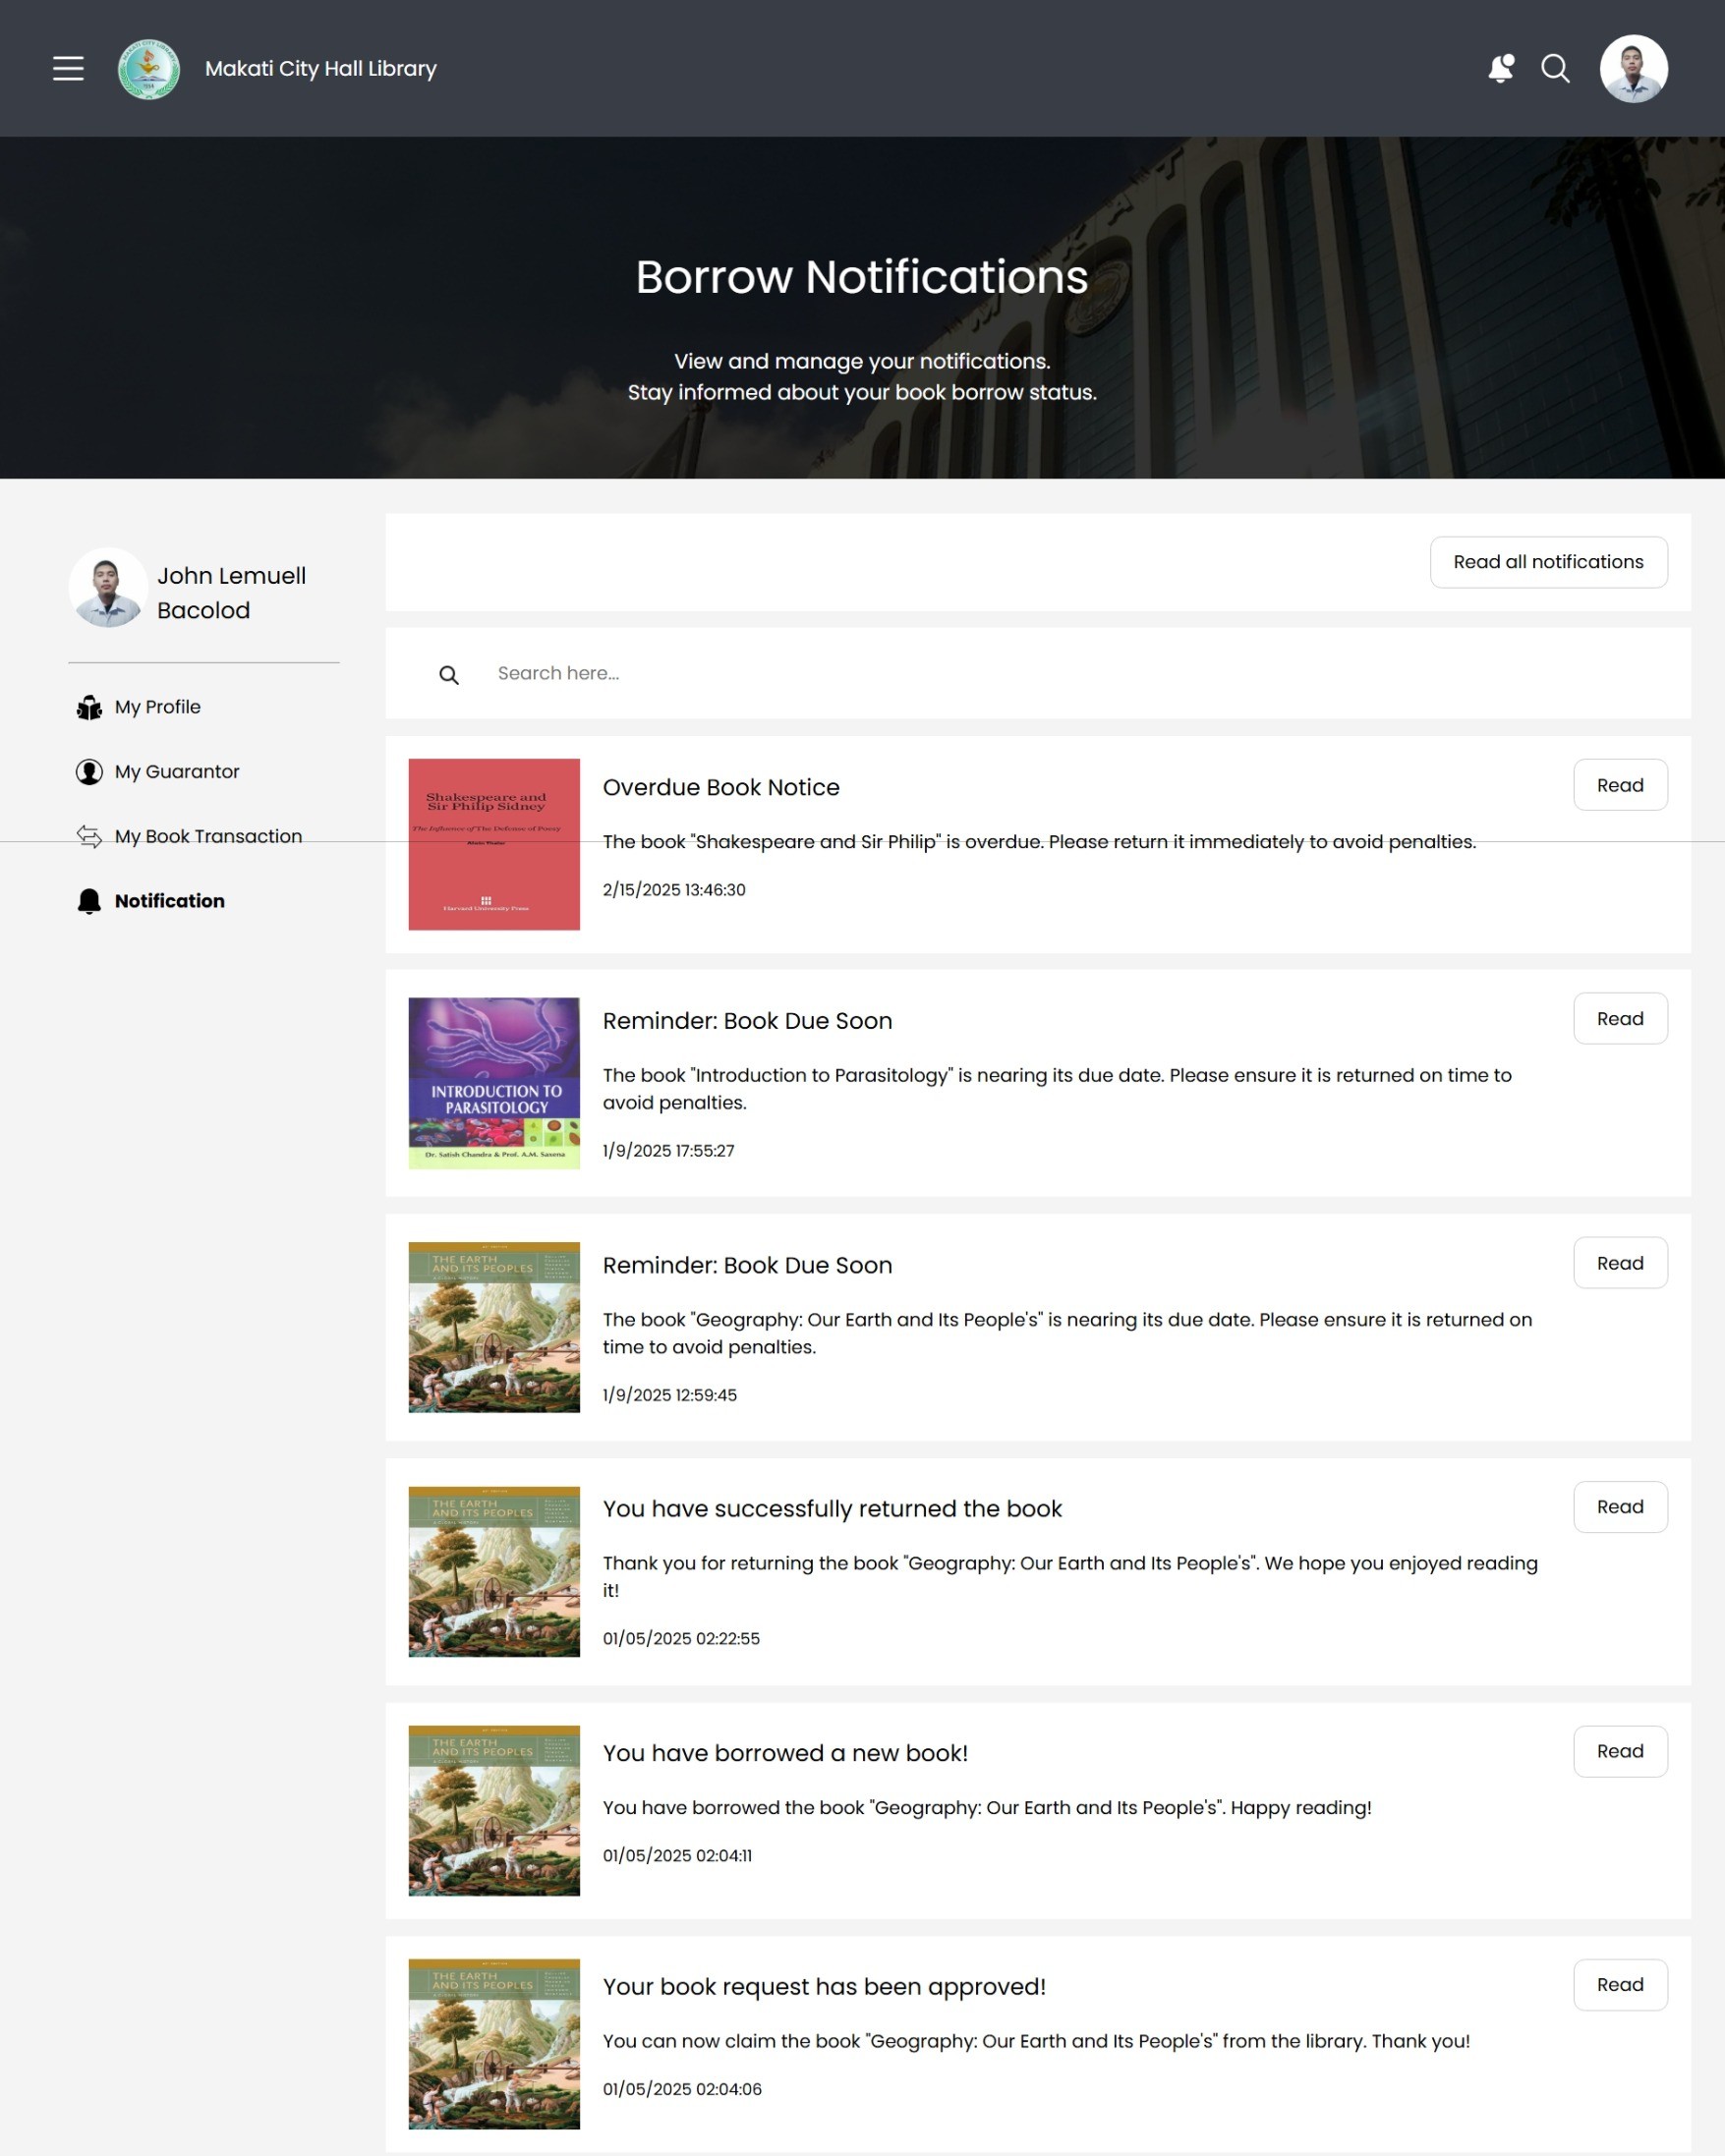 Makati City Hall Library
Borrow Notifications
View and manage your notifications.
Stay informed about your book borrow status.
John Lemuell
Bacolod
My Profile
My Guarantor
My Book Transaction
Notification
Read all notifications
Search here...
Shakespeare and
Sir Philip Sidney
The Influence of The Defense of Poesy
Harvard University Press
Overdue Book Notice
Read
The book "Shakespeare and Sir Philip" is overdue. Please return it immediately to avoid penalties.
2/15/2025 13:46:30
INTRODUCTION TO
PARASITOLOGY
Dr. Satish Chandra & Prof. A.M. Saxena
Reminder: Book Due Soon
Read
The book "Introduction to Parasitology" is nearing its due date. Please ensure it is returned on time to
avoid penalties.
1/9/2025 17:55:27
THE EARTH
AND ITS PEOPLES
Reminder: Book Due Soon
Read
The book "Geography: Our Earth and Its People's" is nearing its due date. Please ensure it is returned on
time to avoid penalties.
1/9/2025 12:59:45
THE EARTH
AND ITS PEOPLES
You have successfully returned the book
Read
Thank you for returning the book "Geography: Our Earth and Its People's". We hope you enjoyed reading
it!
01/05/2025 02:22:55
THE EARTH
AND ITS PEOPLES
You have borrowed a new book!
Read
You have borrowed the book "Geography: Our Earth and Its People's". Happy reading!
01/05/2025 02:04:11
THE EARTH
AND ITS PEOPLES
Your book request has been approved!
Read
You can now claim the book "Geography: Our Earth and Its People's" from the library. Thank you!
01/05/2025 02:04:06